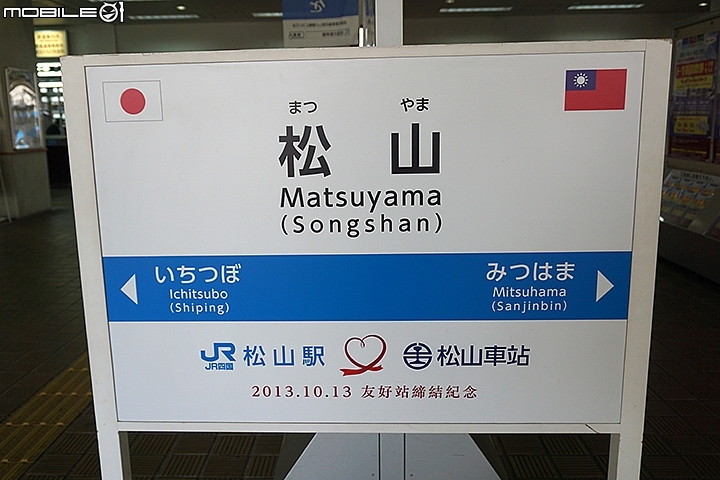 MOBILE01
まつ やま
松 山
Matsuyama
(Songshan)
いちつぼ みつはま
Ichitsubo Mitsuhama
(Shiping) (Sanjinbin)
JR 松山駅 松山車站
JR四国
2013.10.13 友好站締結紀念